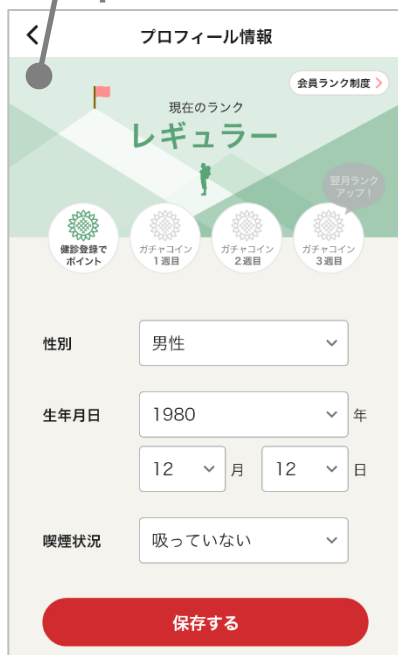 プロフィール情報
会員ランク制度
現在のランク
レギュラー
翌月ランク
アップ！
健診登録で
ポイント
ガチャコイン
1週目
ガチャコイン
2週目
ガチャコイン
3週目
性別
男性
生年月日
1980
年
12
月
12
日
喫煙状況
吸っていない
保存する